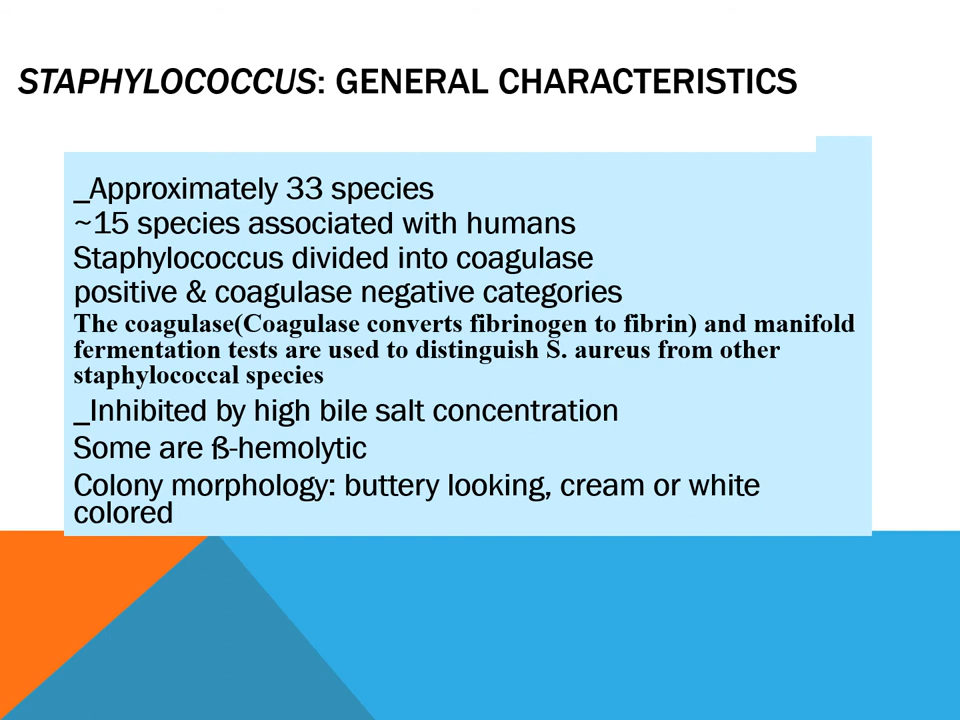 STAPHYLOCOCCUS: GENERAL CHARACTERISTICS
_Approximately 33 species
~15 species associated with humans
Staphylococcus divided into coagulase
positive & coagulase negative categories
The coagulase(Coagulase converts fibrinogen to fibrin) and manifold
fermentation tests are used to distinguish S. aureus from other
staphylococcal species
_Inhibited by high bile salt concentration
Some are ß-hemolytic
Colony morphology: buttery looking, cream or white
colored